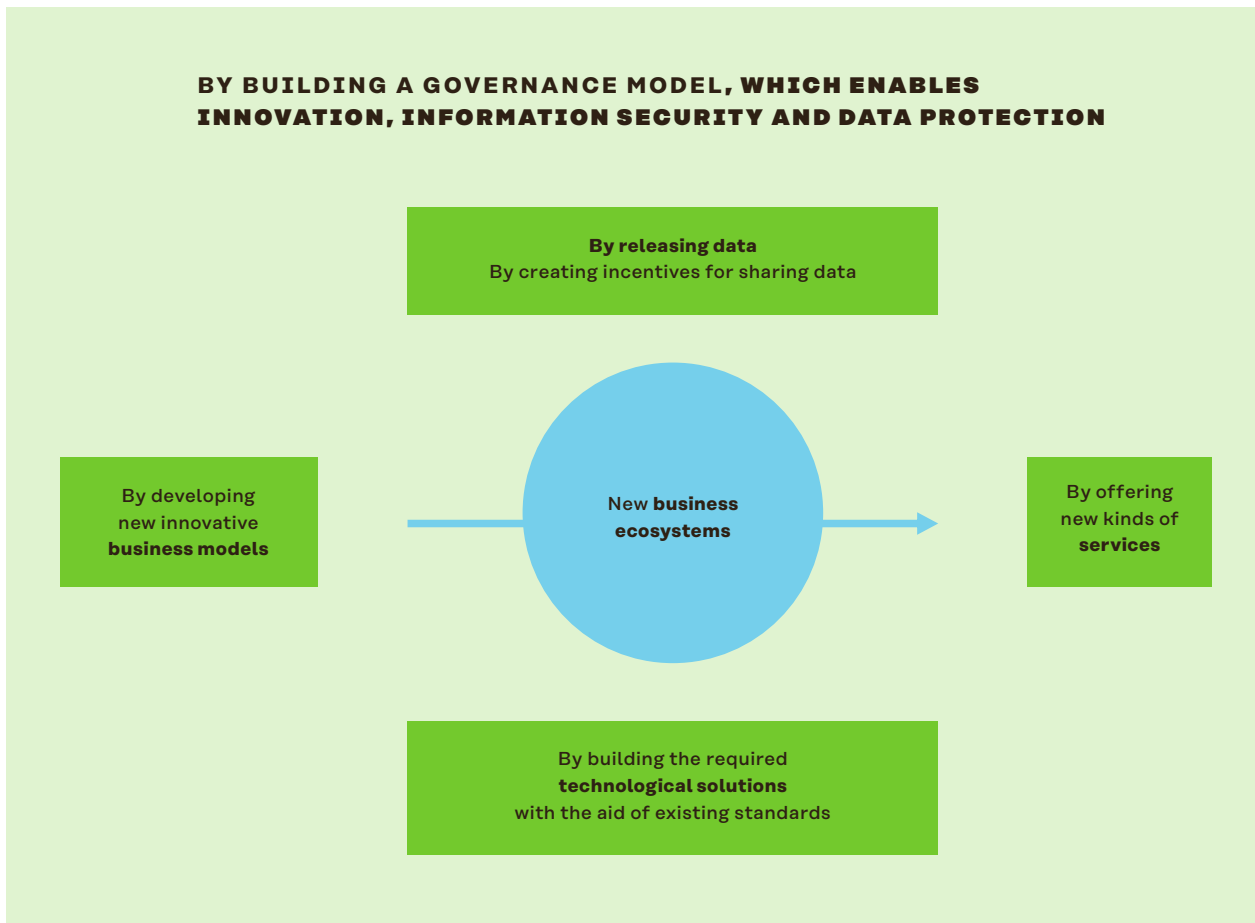 BY BUILDING A GOVERNANCE MODEL, WHICH ENABLES
INNOVATION, INFORMATION SECURITY AND DATA PROTECTION
By releasing data
By creating incentives for sharing data
By developing
new innovative
business models
New business
ecosystems
By offering
new kinds of
services
By building the required
technological solutions
with the aid of existing standards